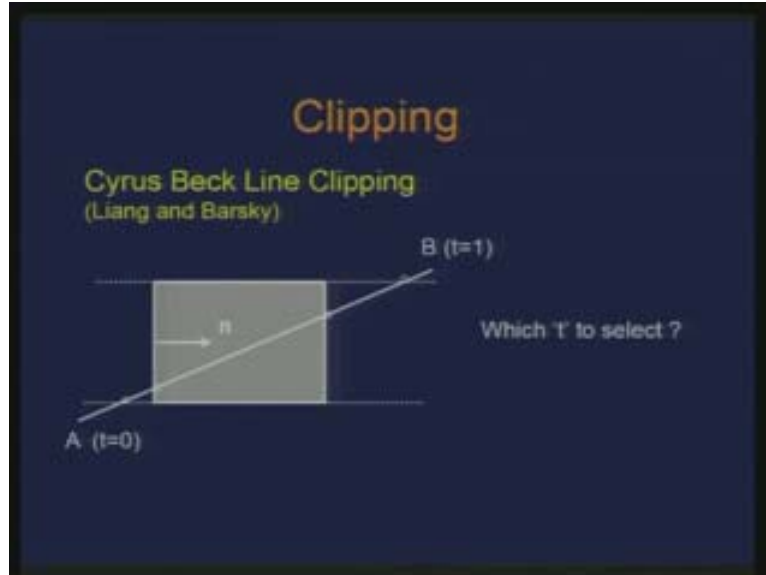 Clipping
Cyrus Beck Line Clipping
(Liang and Barsky)
B (t=1)
n
Which 't' to select ?
A (t=0)